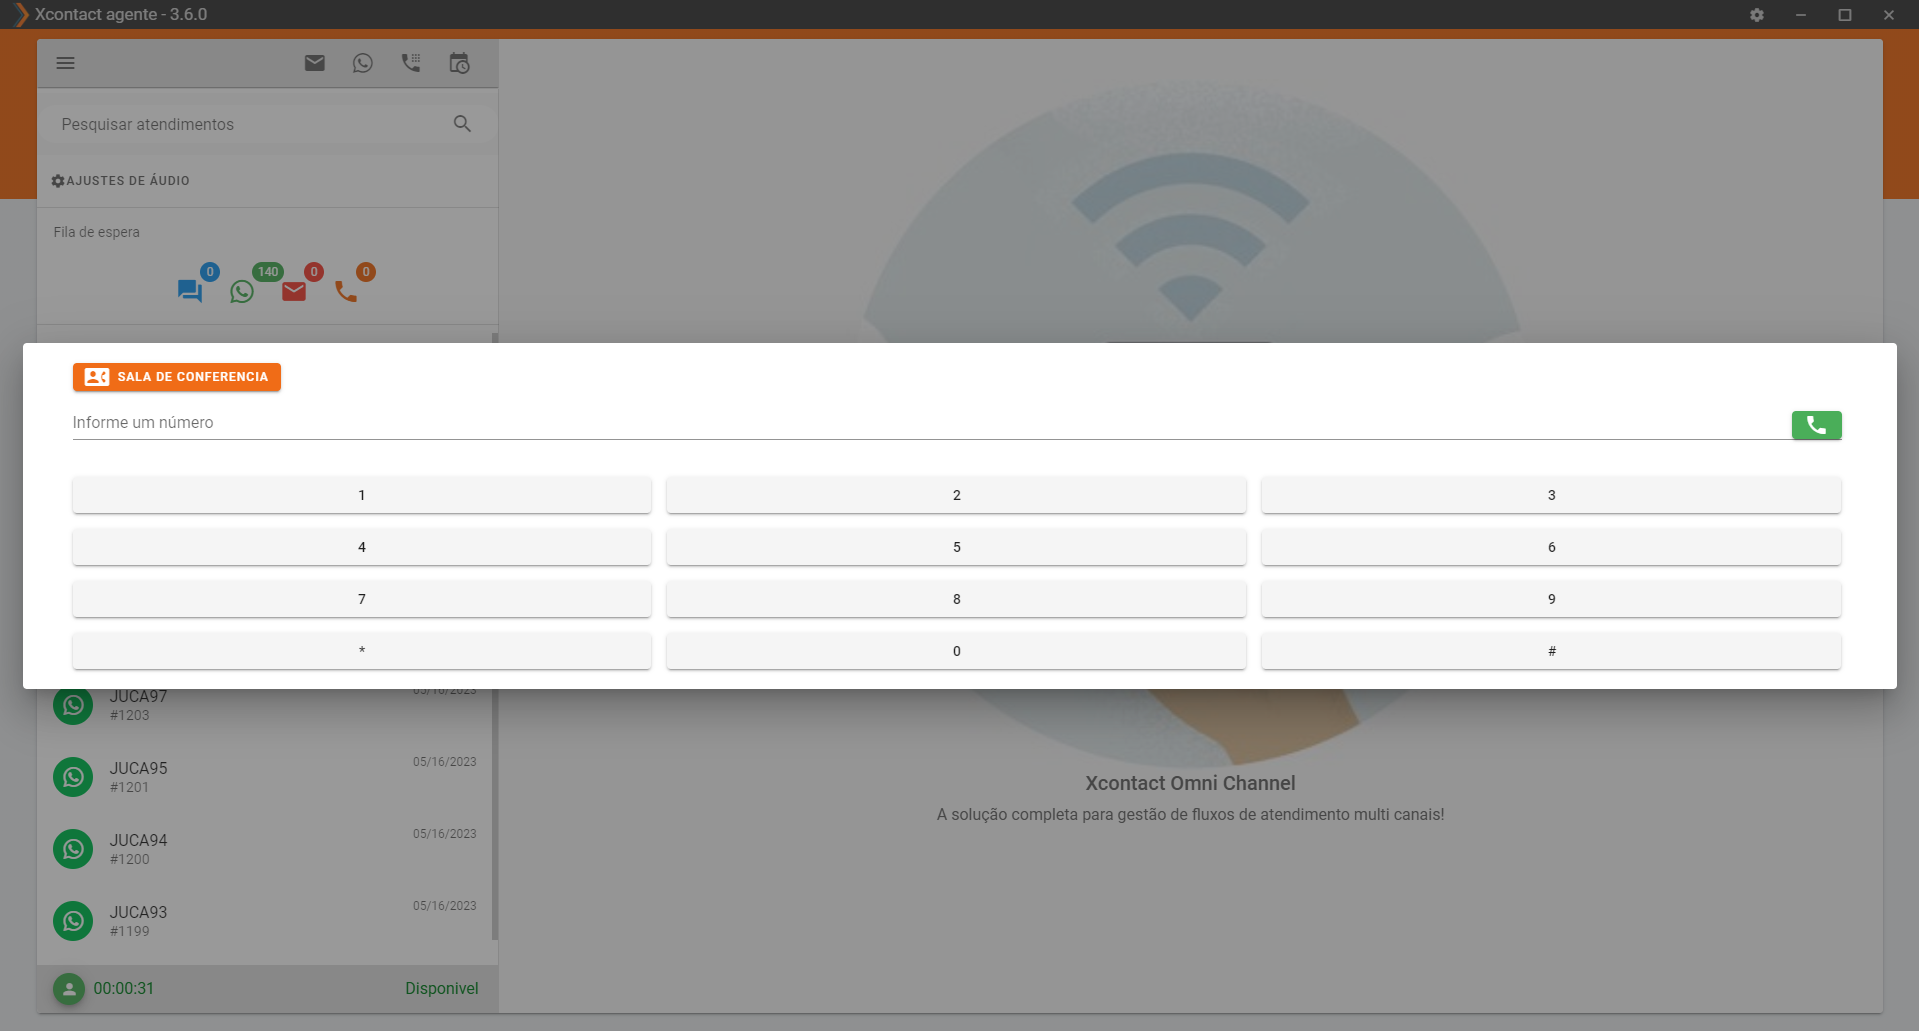 Xcontact agente - 3.6.0
Pesquisar atendimentos
AJUSTES DE ÁUDIO
Fila de espera
0
140
0
0
SALA DE CONFERENCIA
Informe um número
1
2
3
4
5
6
7
8
9
*
0
#
JUCA97
05/16/2023
#1203
JUCA95
05/16/2023
#1201
JUCA94
05/16/2023
#1200
JUCA93
05/16/2023
#1199
00:00:31
Disponivel
Xcontact Omni Channel
A solução completa para gestão de fluxos de atendimento multi canais!